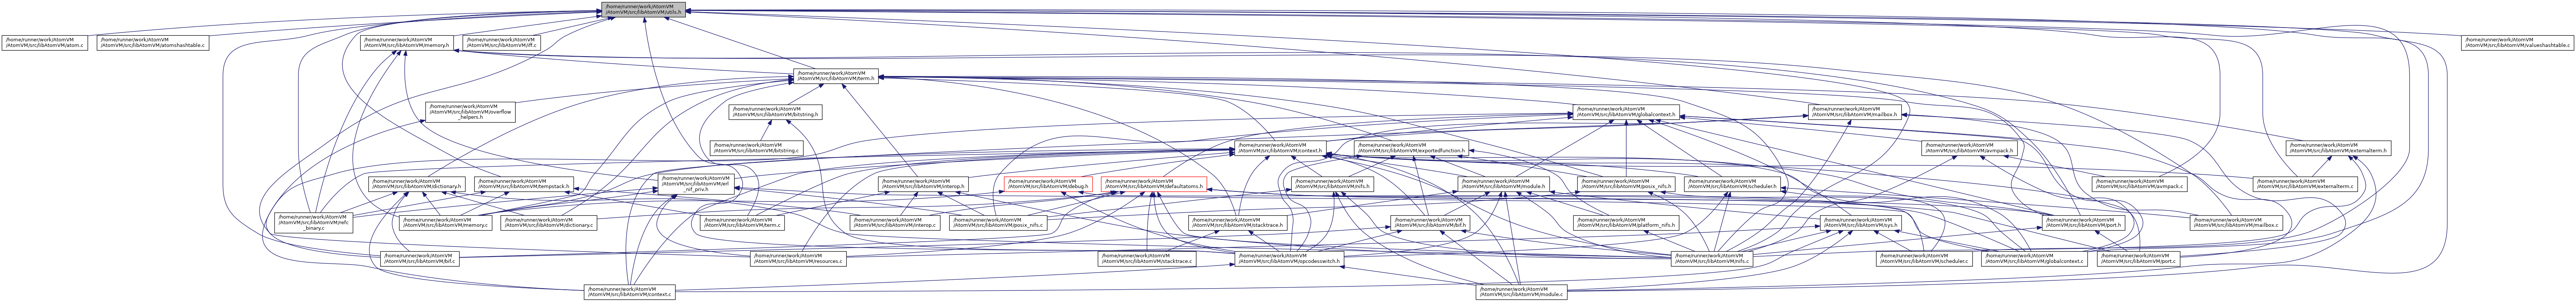 /home/runner/work/AtomVM
/AtomVM/src/libAtomVM/utils.h
/home/runner/work/AtomVM
/AtomVM/src/libAtomVM/atom.c
/home/runner/work/AtomVM
/AtomVM/src/libAtomVM/atomshashtable.c
/home/runner/work/AtomVM
/AtomVM/src/libAtomVM/memory.h
/home/runner/work/AtomVM
/AtomVM/src/libAtomVM/iff.c
/home/runner/work/AtomVM
/AtomVM/src/libAtomVM/valueshashtable.c
/home/runner/work/AtomVM
/AtomVM/src/libAtomVM/term.h
/home/runner/work/AtomVM
/AtomVM/src/libAtomVM/overflow
_helpers.h
/home/runner/work/AtomVM
/AtomVM/src/libAtomVM/bitstring.h
/home/runner/work/AtomVM
/AtomVM/src/libAtomVM/globalcontext.h
/home/runner/work/AtomVM
/AtomVM/src/libAtomVM/mailbox.h
/home/runner/work/AtomVM
/AtomVM/src/libAtomVM/bitstring.c
/home/runner/work/AtomVM
/AtomVM/src/libAtomVM/context.h
/home/runner/work/AtomVM
/AtomVM/src/libAtomVM/exportedfunction.h
/home/runner/work/AtomVM
/AtomVM/src/libAtomVM/avmpack.h
/home/runner/work/AtomVM
/AtomVM/src/libAtomVM/externalterm.h
/home/runner/work/AtomVM
/AtomVM/src/libAtomVM/dictionary.h
/home/runner/work/AtomVM
/AtomVM/src/libAtomVM/tempstack.h
/home/runner/work/AtomVM
/AtomVM/src/libAtomVM/erl
_nif_priv.h
/home/runner/work/AtomVM
/AtomVM/src/libAtomVM/interop.h
/home/runner/work/AtomVM
/AtomVM/src/libAtomVM/debug.h
/home/runner/work/AtomVM
/AtomVM/src/libAtomVM/defaultatoms.h
/home/runner/work/AtomVM
/AtomVM/src/libAtomVM/nifs.h
/home/runner/work/AtomVM
/AtomVM/src/libAtomVM/module.h
/home/runner/work/AtomVM
/AtomVM/src/libAtomVM/posix_nifs.h
/home/runner/work/AtomVM
/AtomVM/src/libAtomVM/scheduler.h
/home/runner/work/AtomVM
/AtomVM/src/libAtomVM/avmpack.c
/home/runner/work/AtomVM
/AtomVM/src/libAtomVM/externalterm.c
/home/runner/work/AtomVM
/AtomVM/src/libAtomVM/refc
_binary.c
/home/runner/work/AtomVM
/AtomVM/src/libAtomVM/memory.c
/home/runner/work/AtomVM
/AtomVM/src/libAtomVM/dictionary.c
/home/runner/work/AtomVM
/AtomVM/src/libAtomVM/term.c
/home/runner/work/AtomVM
/AtomVM/src/libAtomVM/interop.c
/home/runner/work/AtomVM
/AtomVM/src/libAtomVM/posix_nifs.c
/home/runner/work/AtomVM
/AtomVM/src/libAtomVM/stacktrace.h
/home/runner/work/AtomVM
/AtomVM/src/libAtomVM/bif.h
/home/runner/work/AtomVM
/AtomVM/src/libAtomVM/platform_nifs.h
/home/runner/work/AtomVM
/AtomVM/src/libAtomVM/sys.h
/home/runner/work/AtomVM
/AtomVM/src/libAtomVM/port.h
/home/runner/work/AtomVM
/AtomVM/src/libAtomVM/mailbox.c
/home/runner/work/AtomVM
/AtomVM/src/libAtomVM/bif.c
/home/runner/work/AtomVM
/AtomVM/src/libAtomVM/resources.c
/home/runner/work/AtomVM
/AtomVM/src/libAtomVM/stacktrace.c
/home/runner/work/AtomVM
/AtomVM/src/libAtomVM/opcodesswitch.h
/home/runner/work/AtomVM
/AtomVM/src/libAtomVM/nifs.c
/home/runner/work/AtomVM
/AtomVM/src/libAtomVM/scheduler.c
/home/runner/work/AtomVM
/AtomVM/src/libAtomVM/globalcontext.c
/home/runner/work/AtomVM
/AtomVM/src/libAtomVM/port.c
/home/runner/work/AtomVM
/AtomVM/src/libAtomVM/context.c
/home/runner/work/AtomVM
/AtomVM/src/libAtomVM/module.c